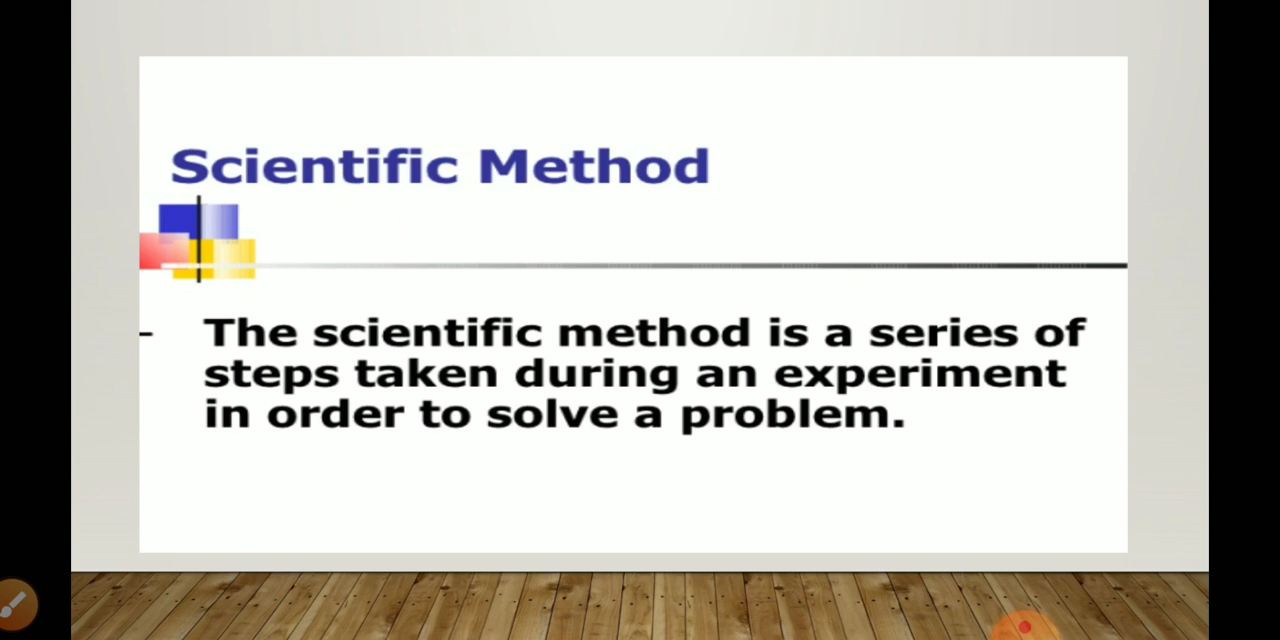 Scientific Method
- The scientific method is a series of
steps taken during an experiment
in order to solve a problem.